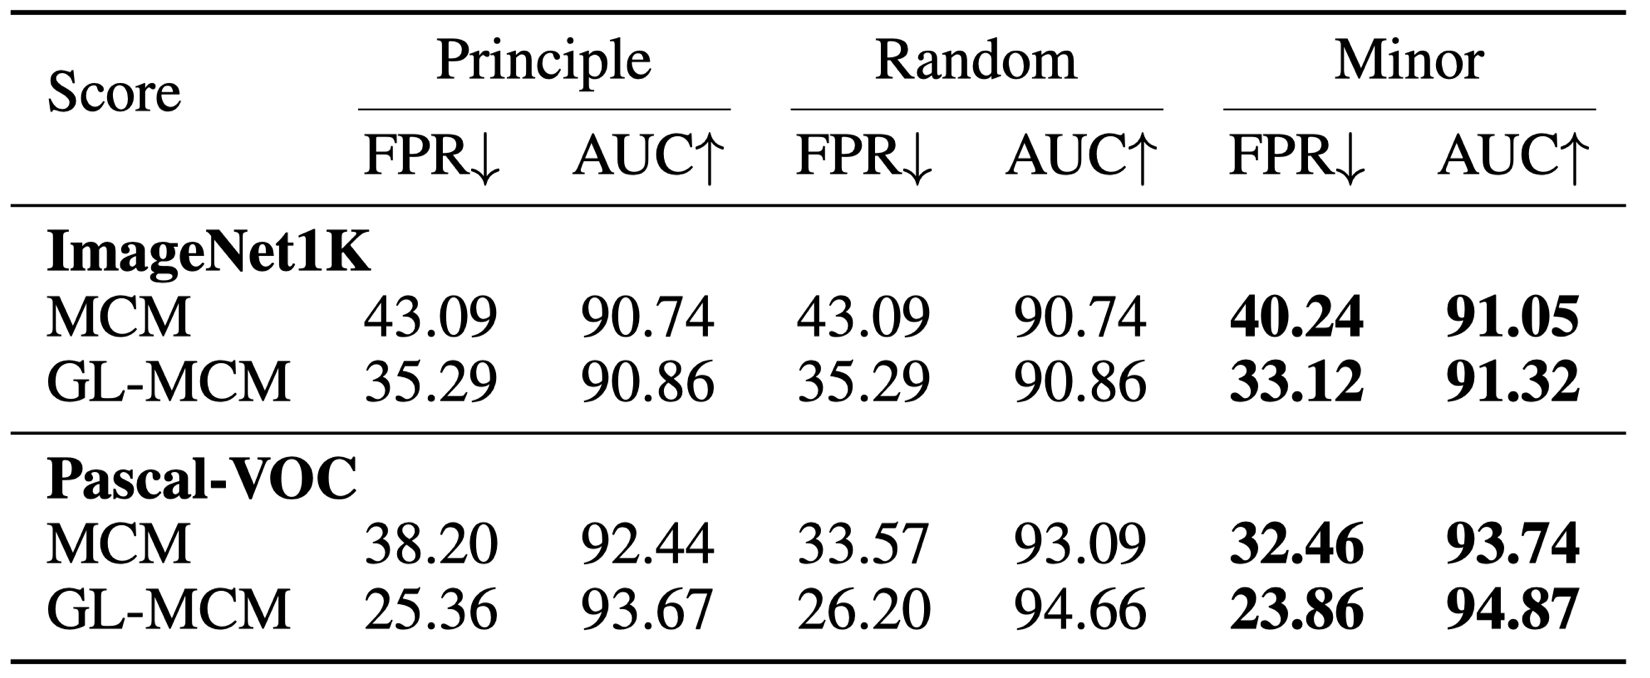 Score Principle Random Minor
FPR↓ AUC↑ FPR↓ AUC↑ FPR↓ AUC↑
ImageNet1K
MCM 43.09 90.74 43.09 90.74 40.24 91.05
GL-MCM 35.29 90.86 35.29 90.86 33.12 91.32
Pascal-VOC
MCM 38.20 92.44 33.57 93.09 32.46 93.74
GL-MCM 25.36 93.67 26.20 94.66 23.86 94.87